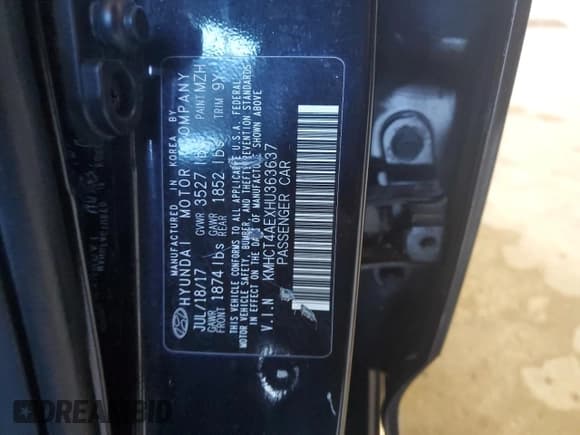 MANUFACTURED IN KOREA BY
HYUNDAI MOTOR COMPANY
JUL/18/17 GVWR 3527 lbs PAINT MZH
GAWR FRONT 1874 lbs GAWR REAR 1852 lbs TRIM 9Y
THIS VEHICLE CONFORMS TO ALL APPLICABLE U.S.A. FEDERAL
MOTOR VEHICLE SAFETY, BUMPER, AND THEFT PREVENTION STANDARDS
IN EFFECT ON THE DATE OF MANUFACTURE SHOWN ABOVE
V.I.N KMHCT4AEXHU363637
PASSENGER CAR
DREAMBID